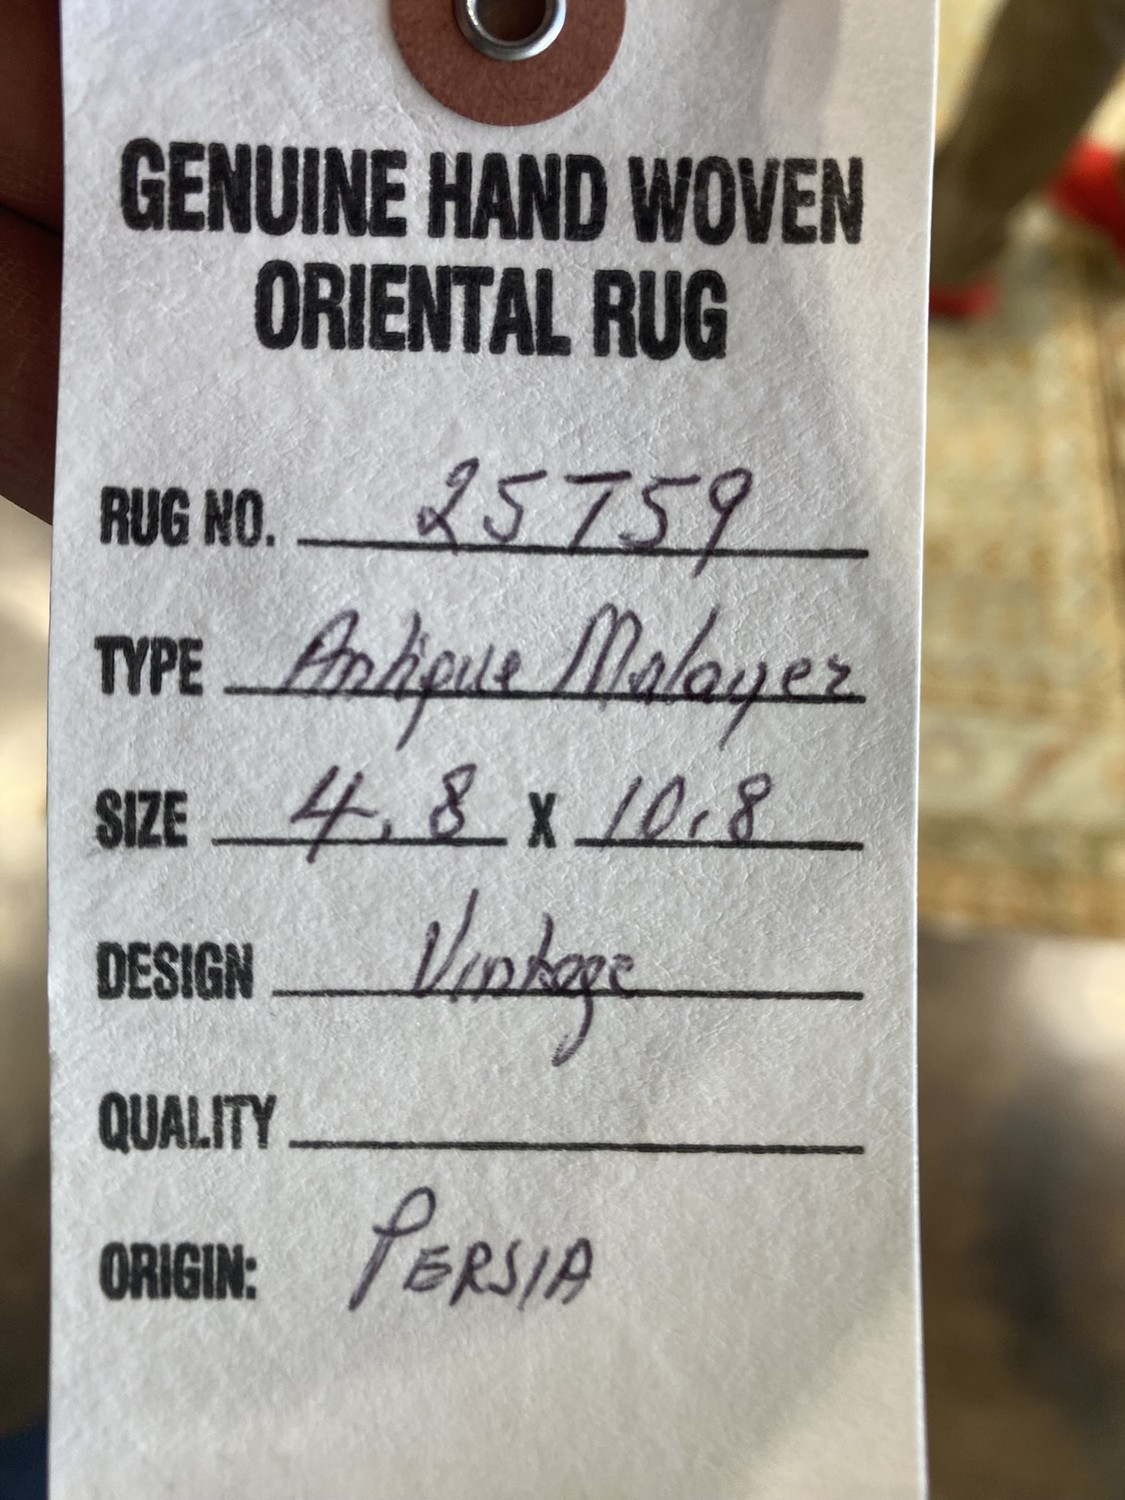 GENUINE HAND WOVEN
ORIENTAL RUG
RUG NO. 25759
TYPE Antique Malayer
SIZE 4.8 X 10.8
DESIGN Vintage
QUALITY
ORIGIN: PERSIA